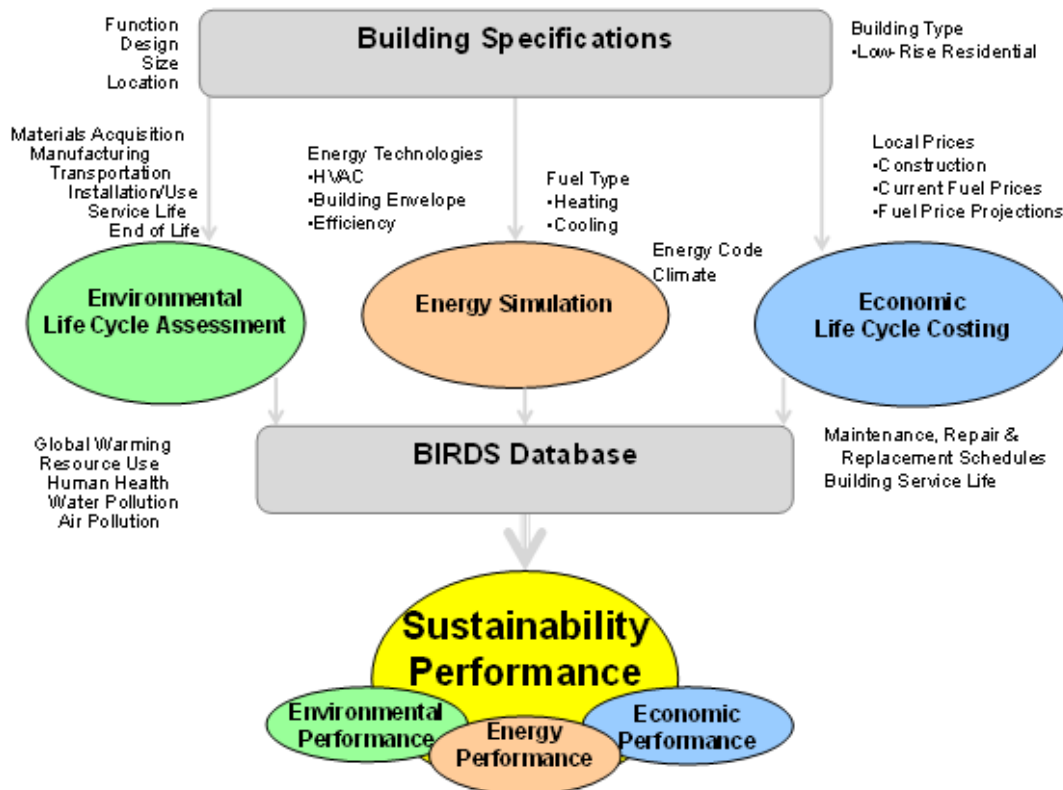 Function
Design
Size
Location
Building Specifications
Building Type
•Low-Rise Residential
Materials Acquisition
Manufacturing
Transportation
Installation/Use
Service Life
End of Life
Energy Technologies
•HVAC
•Building Envelope
•Efficiency
Fuel Type
•Heating
•Cooling
Energy Code
Climate
Local Prices
•Construction
•Current Fuel Prices
•Fuel Price Projections
Environmental
Life Cycle Assessment
Energy Simulation
Economic
Life Cycle Costing
Global Warming
Resource Use
Human Health
Water Pollution
Air Pollution
BIRDS Database
Maintenance, Repair &
Replacement Schedules
Building Service Life
Sustainability
Performance
Environmental
Performance
Energy
Performance
Economic
Performance